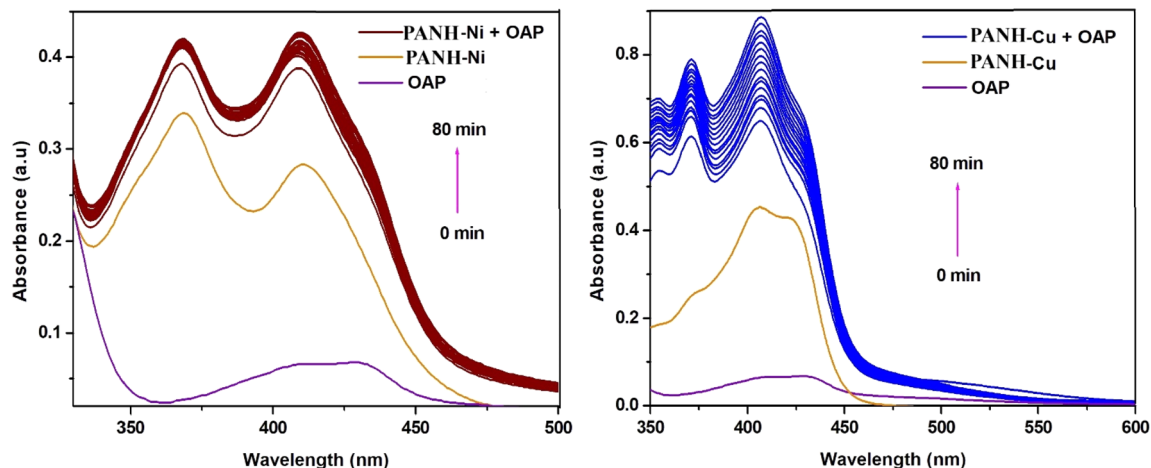 PANH-Ni + OAP
PANH-Ni
OAP
80 min
0 min
0.4
0.3
0.2
0.1
Absorbance (a.u)
350
400
450
500
Wavelength (nm)
PANH-Cu + OAP
PANH-Cu
OAP
80 min
0 min
0.8
0.6
0.4
0.2
0.0
Absorbance (a.u)
350
400
450
500
550
600
Wavelength (nm)